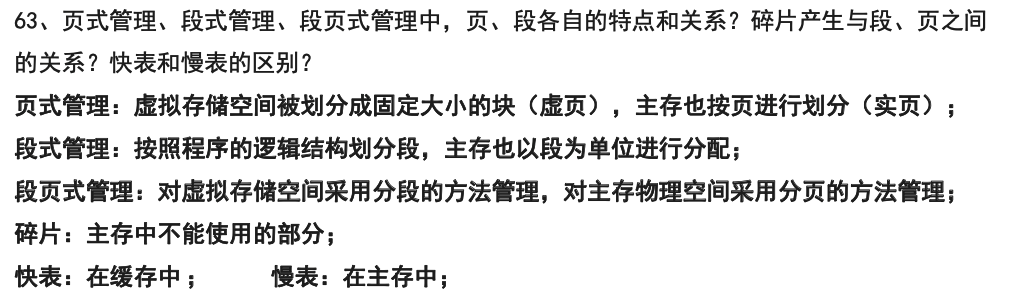 63、页式管理、段式管理、段页式管理中，页、段各自的特点和关系？碎片产生与段、页之间
的关系？快表和慢表的区别？
页式管理：虚拟存储空间被划分成固定大小的块（虚页），主存也按页进行划分（实页）；
段式管理：按照程序的逻辑结构划分段，主存也以段为单位进行分配；
段页式管理：对虚拟存储空间采用分段的方法管理，对主存物理空间采用分页的方法管理；
碎片：主存中不能使用的部分；
快表：在缓存中； 慢表：在主存中；